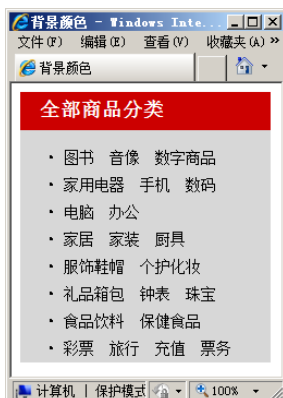 背景颜色 - Windows Inte...
文件(F) 编辑(E) 查看(V) 收藏夹(A) »
背景颜色
全部商品分类
· 图书 音像 数字商品
· 家用电器 手机 数码
· 电脑 办公
· 家居 家装 厨具
· 服饰鞋帽 个护化妆
· 礼品箱包 钟表 珠宝
· 食品饮料 保健食品
· 彩票 旅行 充值 票务
计算机 | 保护模式 100%